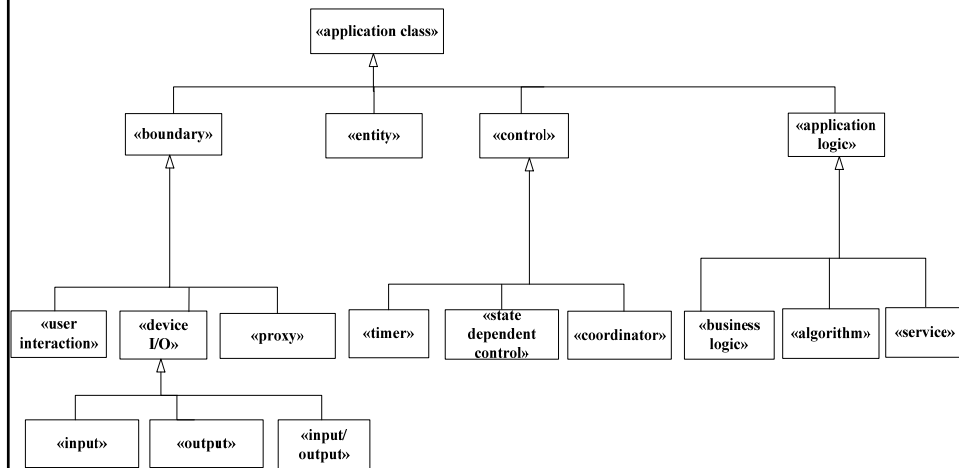 «application class»
«boundary»
«entity»
«control»
«application
logic»
«user
interaction»
«device
I/O»
«proxy»
«timer»
«state
dependent
control»
«coordinator»
«business
logic»
«algorithm»
«service»
«input»
«output»
«input/
output»